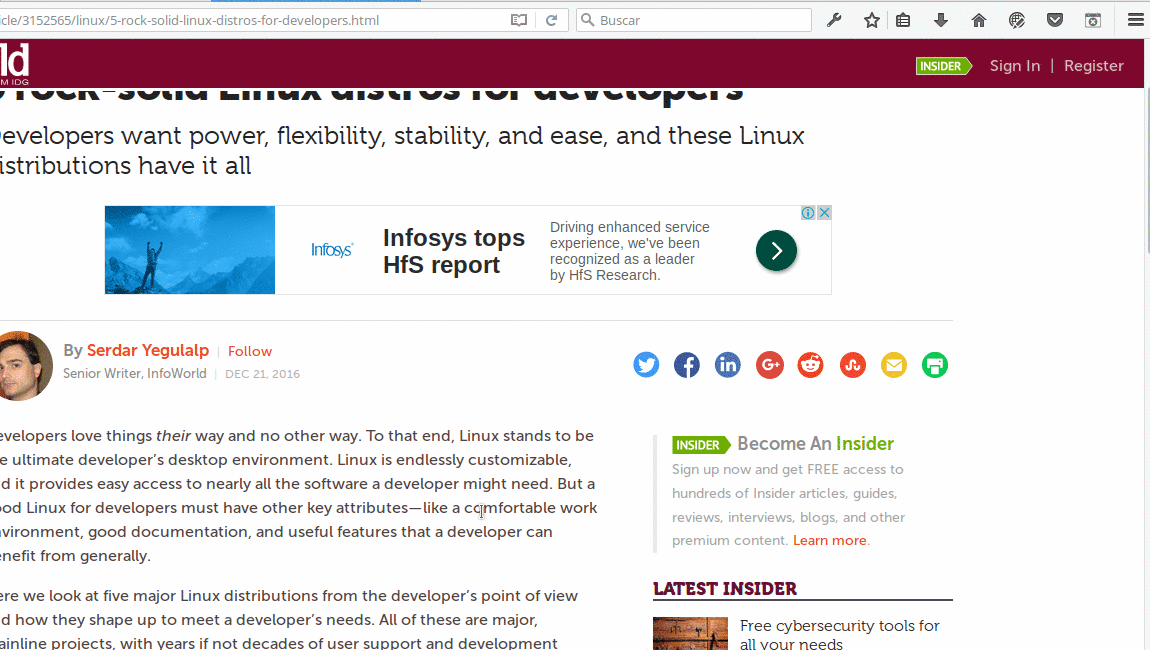 cle/3152565/linux/5-rock-solid-linux-distros-for-developers.html
Buscar
ld
M IDG
INSIDER
Sign In | Register
rock-solid Linux distros for developers
evelopers want power, flexibility, stability, and ease, and these Linux
istributions have it all
Infosys
Infosys tops
HfS report
Driving enhanced service
experience, we've been
recognized as a leader
by HfS Research.
By Serdar Yegulalp | Follow
Senior Writer, InfoWorld | DEC 21, 2016
evelopers love things their way and no other way. To that end, Linux stands to be
e ultimate developer’s desktop environment. Linux is endlessly customizable,
d it provides easy access to nearly all the software a developer might need. But a
ood Linux for developers must have other key attributes—like a comfortable work
nvironment, good documentation, and useful features that a developer can
enefit from generally.
ere we look at five major Linux distributions from the developer’s point of view
d how they shape up to meet a developer’s needs. All of these are major,
ainline projects, with years if not decades of user support and development
INSIDER Become An Insider
Sign up now and get FREE access to
hundreds of Insider articles, guides,
reviews, interviews, blogs, and other
premium content. Learn more.
LATEST INSIDER
Free cybersecurity tools for
all your needs